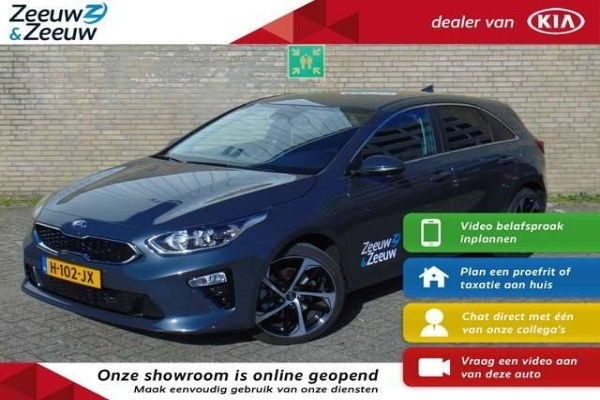 Zeeuw
& Zeeuw
dealer van KIA
H-102-JX
Zeeuw
& Zeeuw
Video belafspraak
inplannen
Plan een proefrit of
taxatie aan huis
Chat direct met één
van onze collega's
Vraag een video aan
van deze auto
Onze showroom is online geopend
Maak eenvoudig gebruik van onze diensten